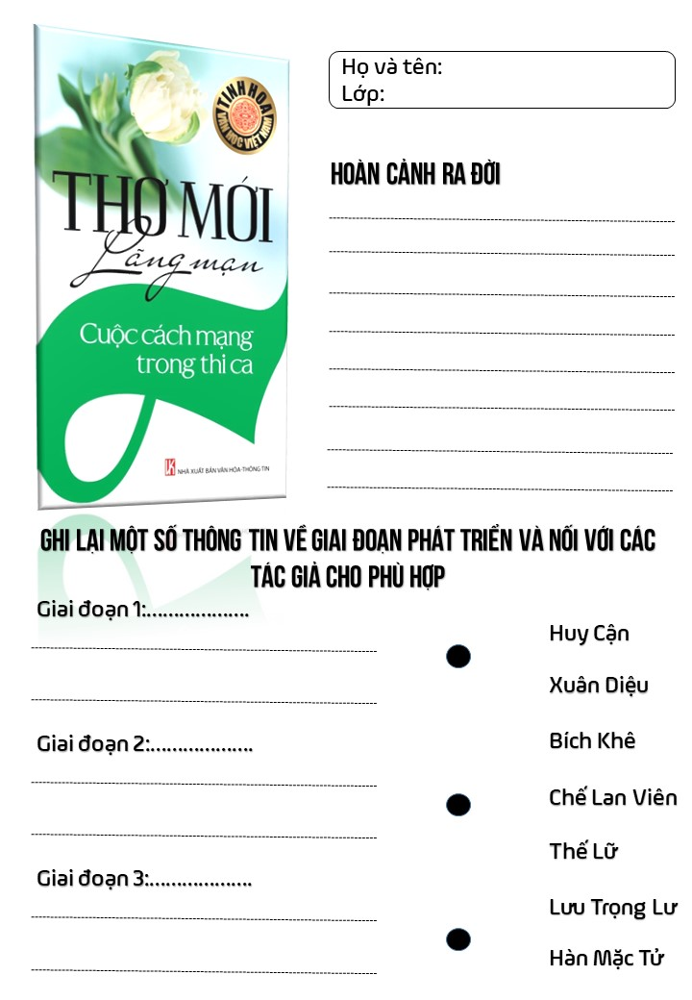 TINH HOA
VĂN HỌC VIỆT NAM
THƠ MỚI
Lãng mạn
Cuộc cách mạng
trong thi ca
NHÀ XUẤT BẢN VĂN HÓA-THÔNG TIN
Họ và tên:
Lớp:
HOÀN CẢNH RA ĐỜI
GHI LẠI MỘT SỐ THÔNG TIN VỀ GIAI ĐOẠN PHÁT TRIỂN VÀ NỐI VỚI CÁC
TÁC GIẢ CHO PHÙ HỢP
Giai đoạn 1:...................
Huy Cận
Xuân Diệu
Giai đoạn 2:...................
Bích Khê
Chế Lan Viên
Thế Lữ
Giai đoạn 3:...................
Lưu Trọng Lư
Hàn Mặc Tử